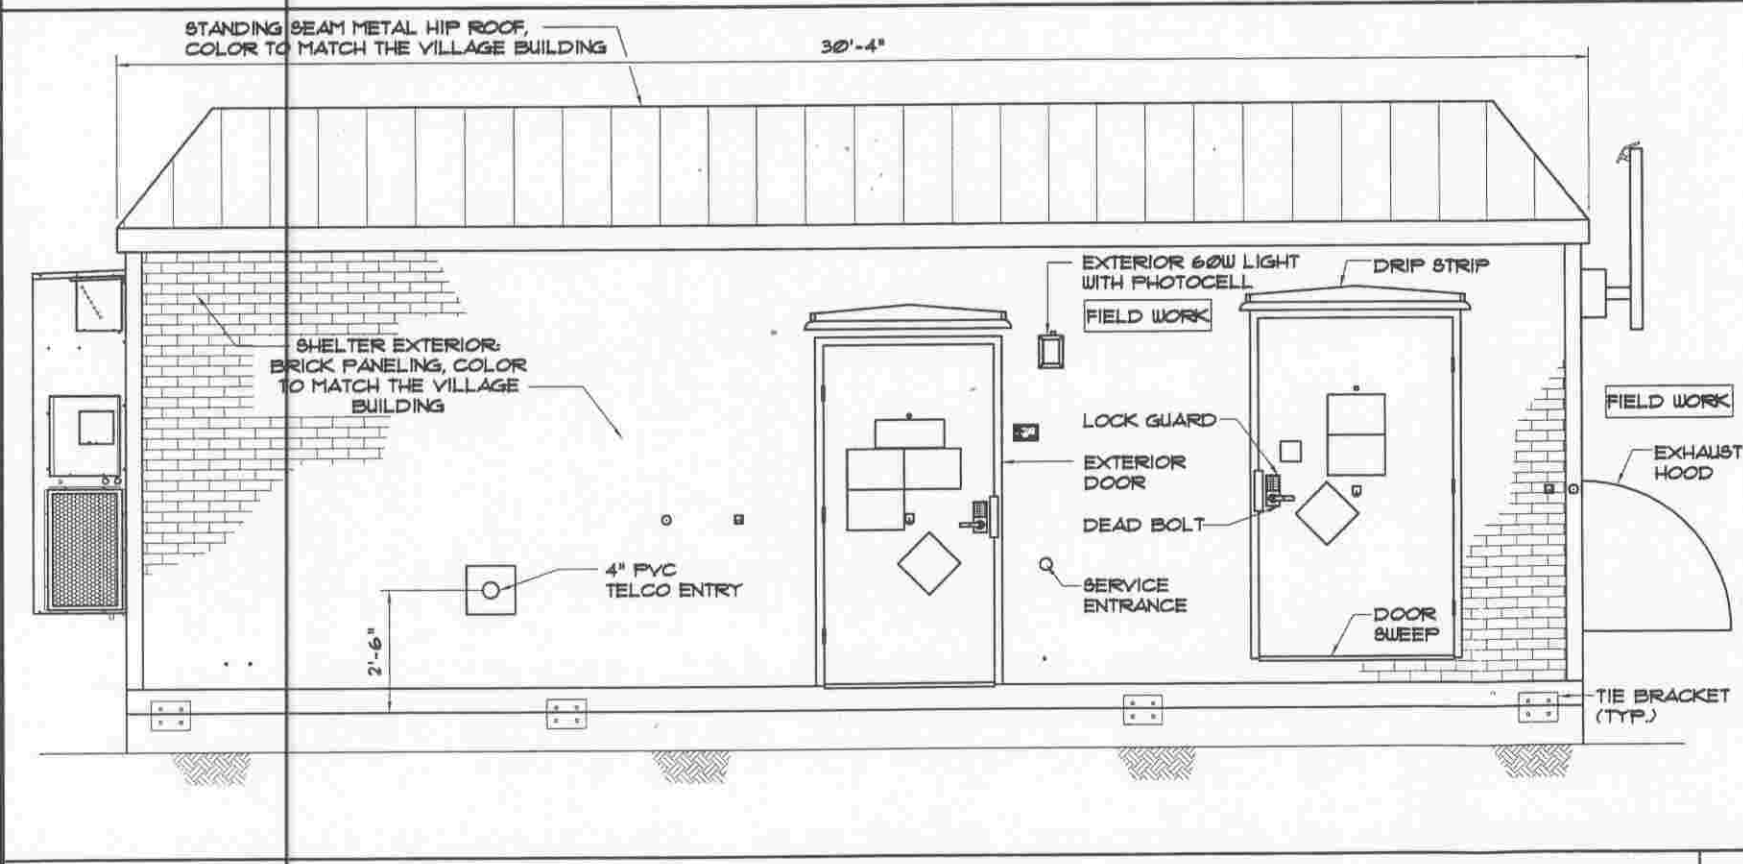 STANDING SEAM METAL HIP ROOF,
COLOR TO MATCH THE VILLAGE BUILDING
30'-4"
EXTERIOR 60W LIGHT
WITH PHOTOCELL
FIELD WORK
DRIP STRIP
SHELTER EXTERIOR:
BRICK PANELING, COLOR
TO MATCH THE VILLAGE
BUILDING
LOCK GUARD
EXTERIOR
DOOR
DEAD BOLT
FIELD WORK
EXHAUST
HOOD
4" PVC
TELCO ENTRY
2'-6"
SERVICE
ENTRANCE
DOOR
SWEEP
TIE BRACKET
(TYP.)